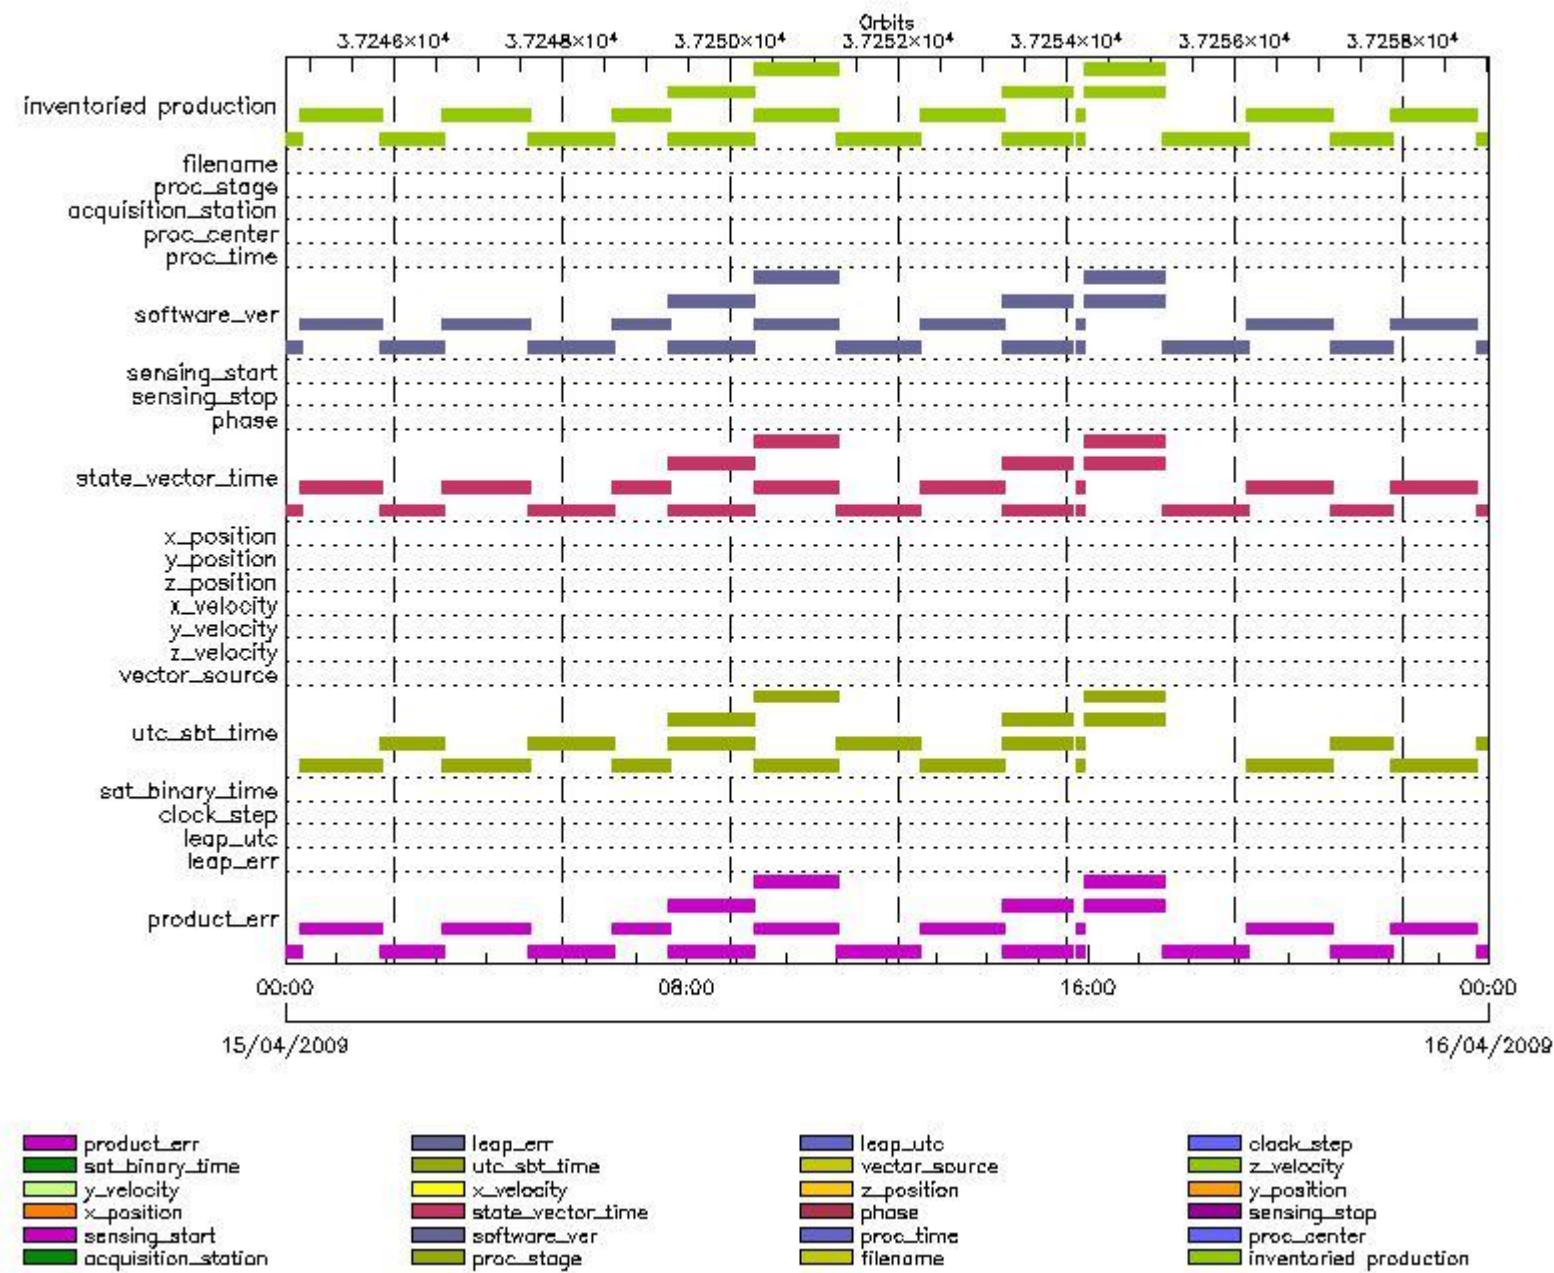 Orbits
3.7246×10⁴ 3.7248×10⁴ 3.7250×10⁴ 3.7252×10⁴ 3.7254×10⁴ 3.7256×10⁴ 3.7258×10⁴
inventoried production
filename
proc_stage
acquisition_station
proc_center
proc_time
software_ver
sensing_start
sensing_stop
phase
state_vector_time
x_position
y_position
z_position
x_velocity
y_velocity
z_velocity
vector_source
utc_sbt_time
sat_binary_time
clock_step
leap_utc
leap_err
product_err
00:00 08:00 16:00 00:00
15/04/2009 16/04/2009
product_err leap_err leap_utc clock_step
sat_binary_time utc_sbt_time vector_source z_velocity
y_velocity x_velocity z_position y_position
x_position state_vector_time phase sensing_stop
sensing_start software_ver proc_time proc_center
acquisition_station proc_stage filename inventoried production